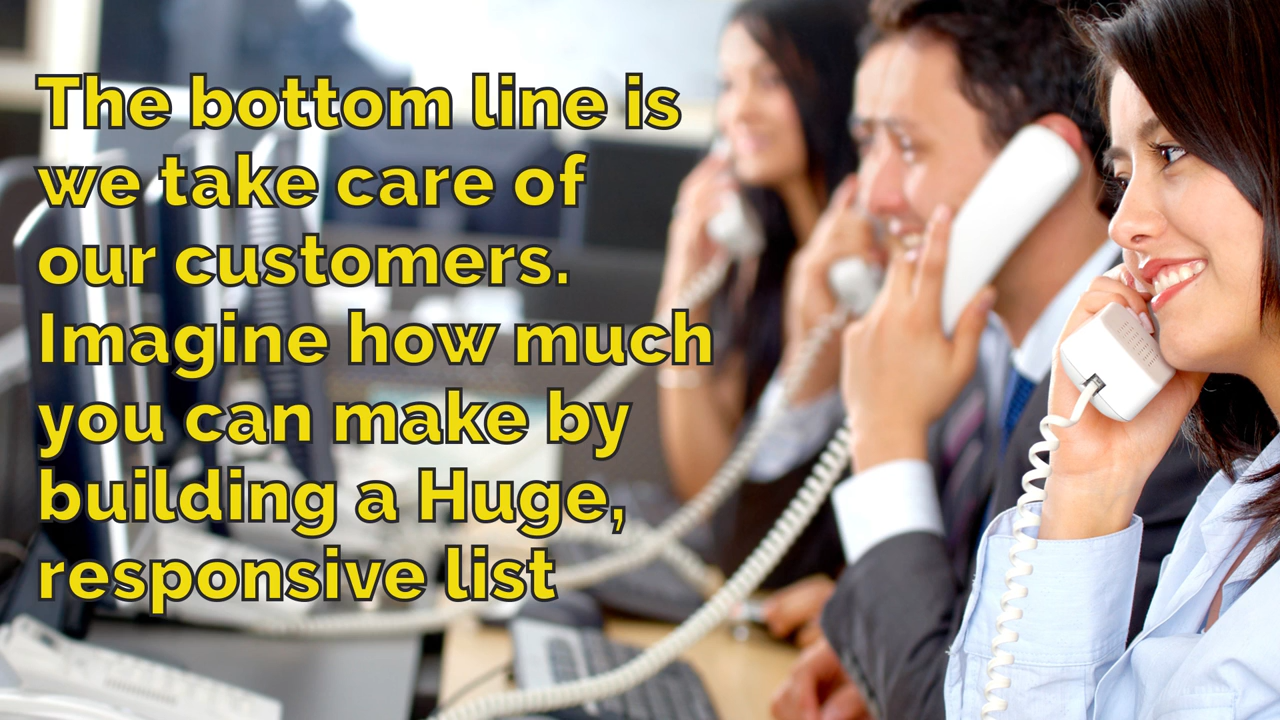 The bottom line is
we take care of
our customers.
Imagine how much
you can make by
building a Huge,
responsive list